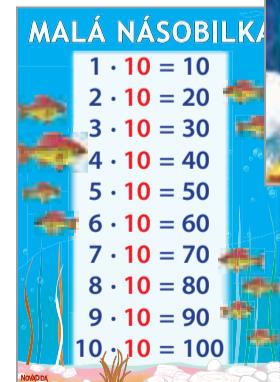 MALÁ NÁSOBILKA
1 · 10 = 10
2 · 10 = 20
3 · 10 = 30
4 · 10 = 40
5 · 10 = 50
6 · 10 = 60
7 · 10 = 70
8 · 10 = 80
9 · 10 = 90
10 · 10 = 100